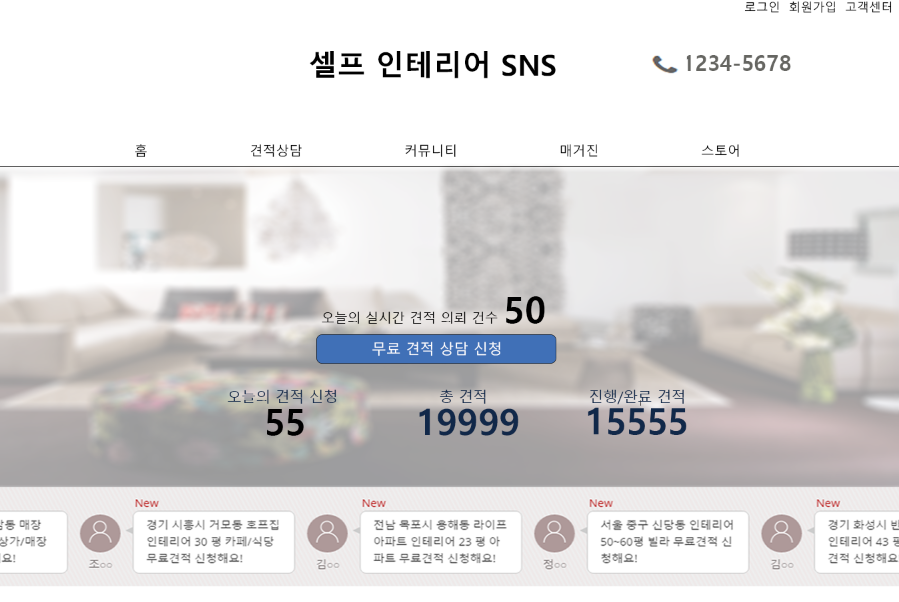 로그인 회원가입 고객센터
셀프 인테리어 SNS
1234-5678
홈 견적상담 커뮤니티 매거진 스토어
오늘의 실시간 견적 의뢰 건수 50
무료 견적 상담 신청
오늘의 견적 신청
55
총 견적
19999
진행/완료 견적
15555
매장
상가/매장
요!
New
경기 시흥시 거모동 호프집
인테리어 30 평 카페/식당
무료견적 신청해요!
조○○
New
전남 목포시 용해동 라이프
아파트 인테리어 23 평 아
파트 무료견적 신청해요!
김○○
New
서울 중구 신당동 인테리어
50~60평 빌라 무료견적 신
청해요!
정○○
New
경기 화성시
인테리어 43
견적 신청해요
김○○